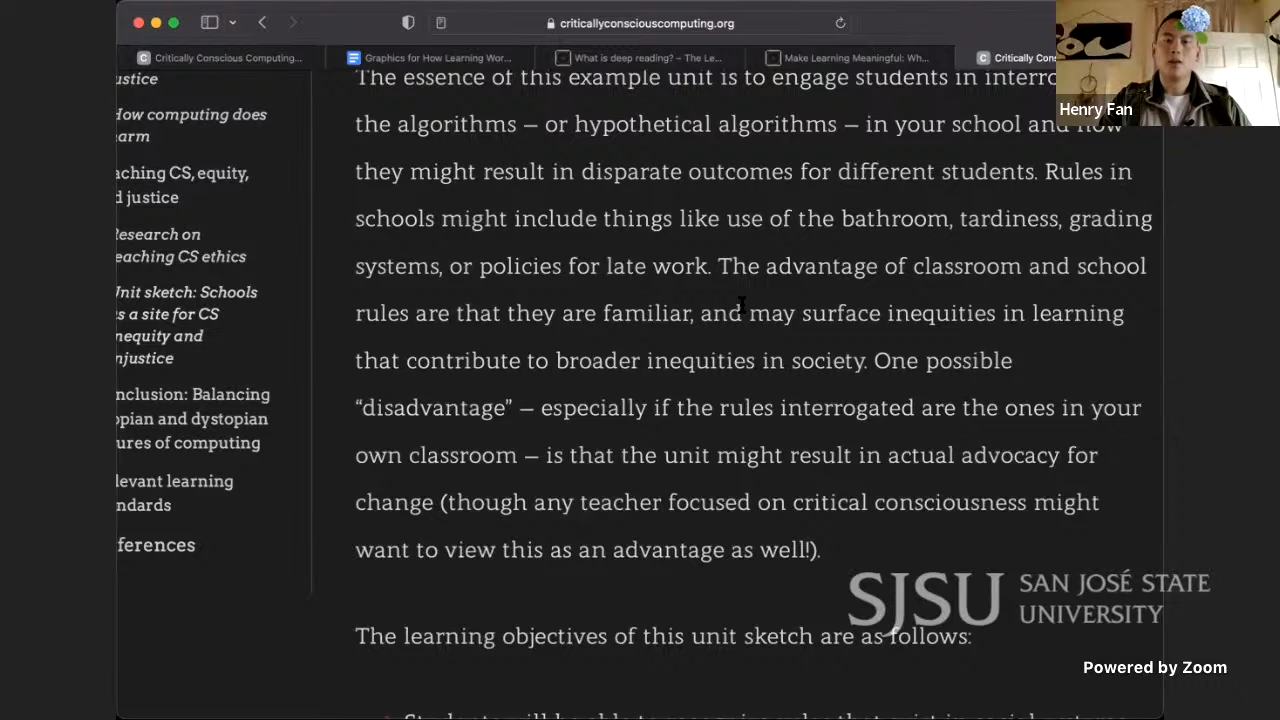 criticallyconsciouscomputing.org
Critically Conscious Computing...
Graphics for How Learning Wor...
What is deep reading? – The Le...
Make Learning Meaningful: Wh...
Critically Cons
Henry Fan
ustice
How computing does
arm
aching CS, equity,
d justice
Research on
eaching CS ethics
Unit sketch: Schools
s a site for CS
nequity and
njustice
nclusion: Balancing
opian and dystopian
ures of computing
levant learning
ndards
ferences
The essence of this example unit is to engage students in interro
the algorithms – or hypothetical algorithms – in your school and how
they might result in disparate outcomes for different students. Rules in
schools might include things like use of the bathroom, tardiness, grading
systems, or policies for late work. The advantage of classroom and school
rules are that they are familiar, and may surface inequities in learning
that contribute to broader inequities in society. One possible
“disadvantage” – especially if the rules interrogated are the ones in your
own classroom – is that the unit might result in actual advocacy for
change (though any teacher focused on critical consciousness might
want to view this as an advantage as well!).
The learning objectives of this unit sketch are as follows:
SJSU SAN JOSÉ STATE
UNIVERSITY
Powered by Zoom